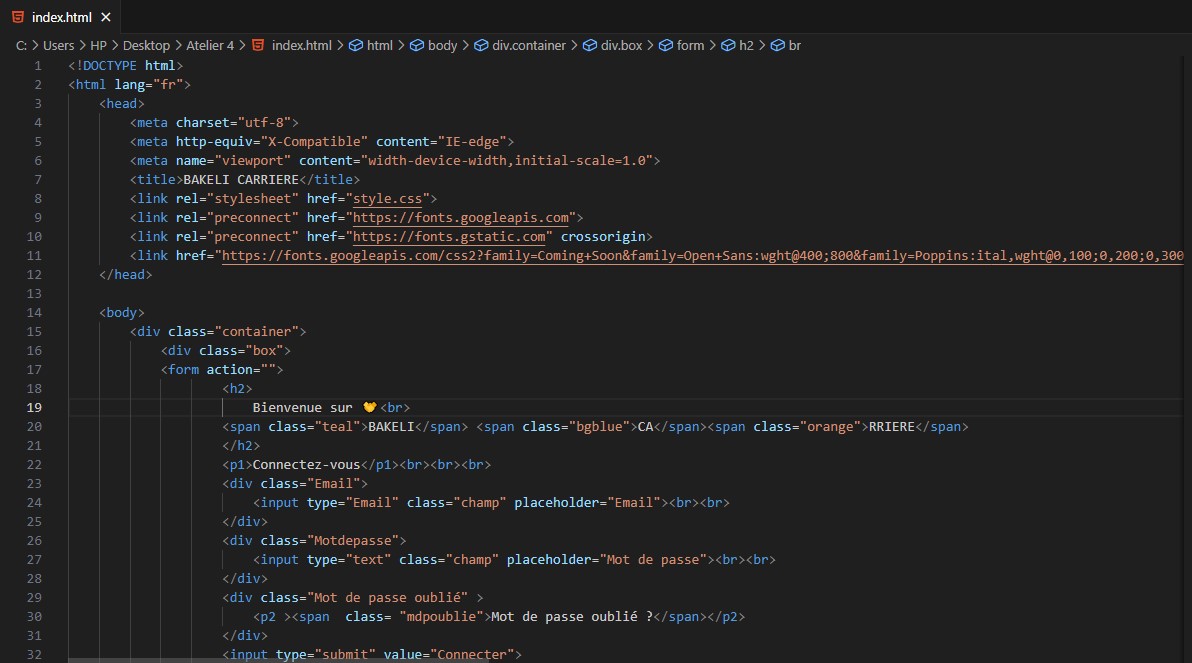 index.html ×
C: > Users > HP > Desktop > Atelier 4 > index.html > html > body > div.container > div.box > form > h2 > br
1 <!DOCTYPE html>
2 <html lang="fr">
3 <head>
4 <meta charset="utf-8">
5 <meta http-equiv="X-Compatible" content="IE-edge">
6 <meta name="viewport" content="width-device-width,initial-scale=1.0">
7 <title>BAKELI CARRIERE</title>
8 <link rel="stylesheet" href="style.css">
9 <link rel="preconnect" href="https://fonts.googleapis.com">
10 <link rel="preconnect" href="https://fonts.gstatic.com" crossorigin>
11 <link href="https://fonts.googleapis.com/css2?family=Coming+Soon&family=Open+Sans:wght@400;800&family=Poppins:ital,wght@0,100;0,200;0,300
12 </head>
13
14 <body>
15 <div class="container">
16 <div class="box">
17 <form action="">
18 <h2>
19 Bienvenue sur 🤝<br>
20 <span class="teal">BAKELI</span> <span class="bgblue">CA</span><span class="orange">RRIERE</span>
21 </h2>
22 <p1>Connectez-vous</p1><br><br><br>
23 <div class="Email">
24 <input type="Email" class="champ" placeholder="Email"><br><br>
25 </div>
26 <div class="Motdepasse">
27 <input type="text" class="champ" placeholder="Mot de passe"><br><br>
28 </div>
29 <div class="Mot de passe oublié" >
30 <p2 ><span  class= "mdpoublie">Mot de passe oublié ?</span></p2>
31 </div>
32 <input type="submit" value="Connecter">